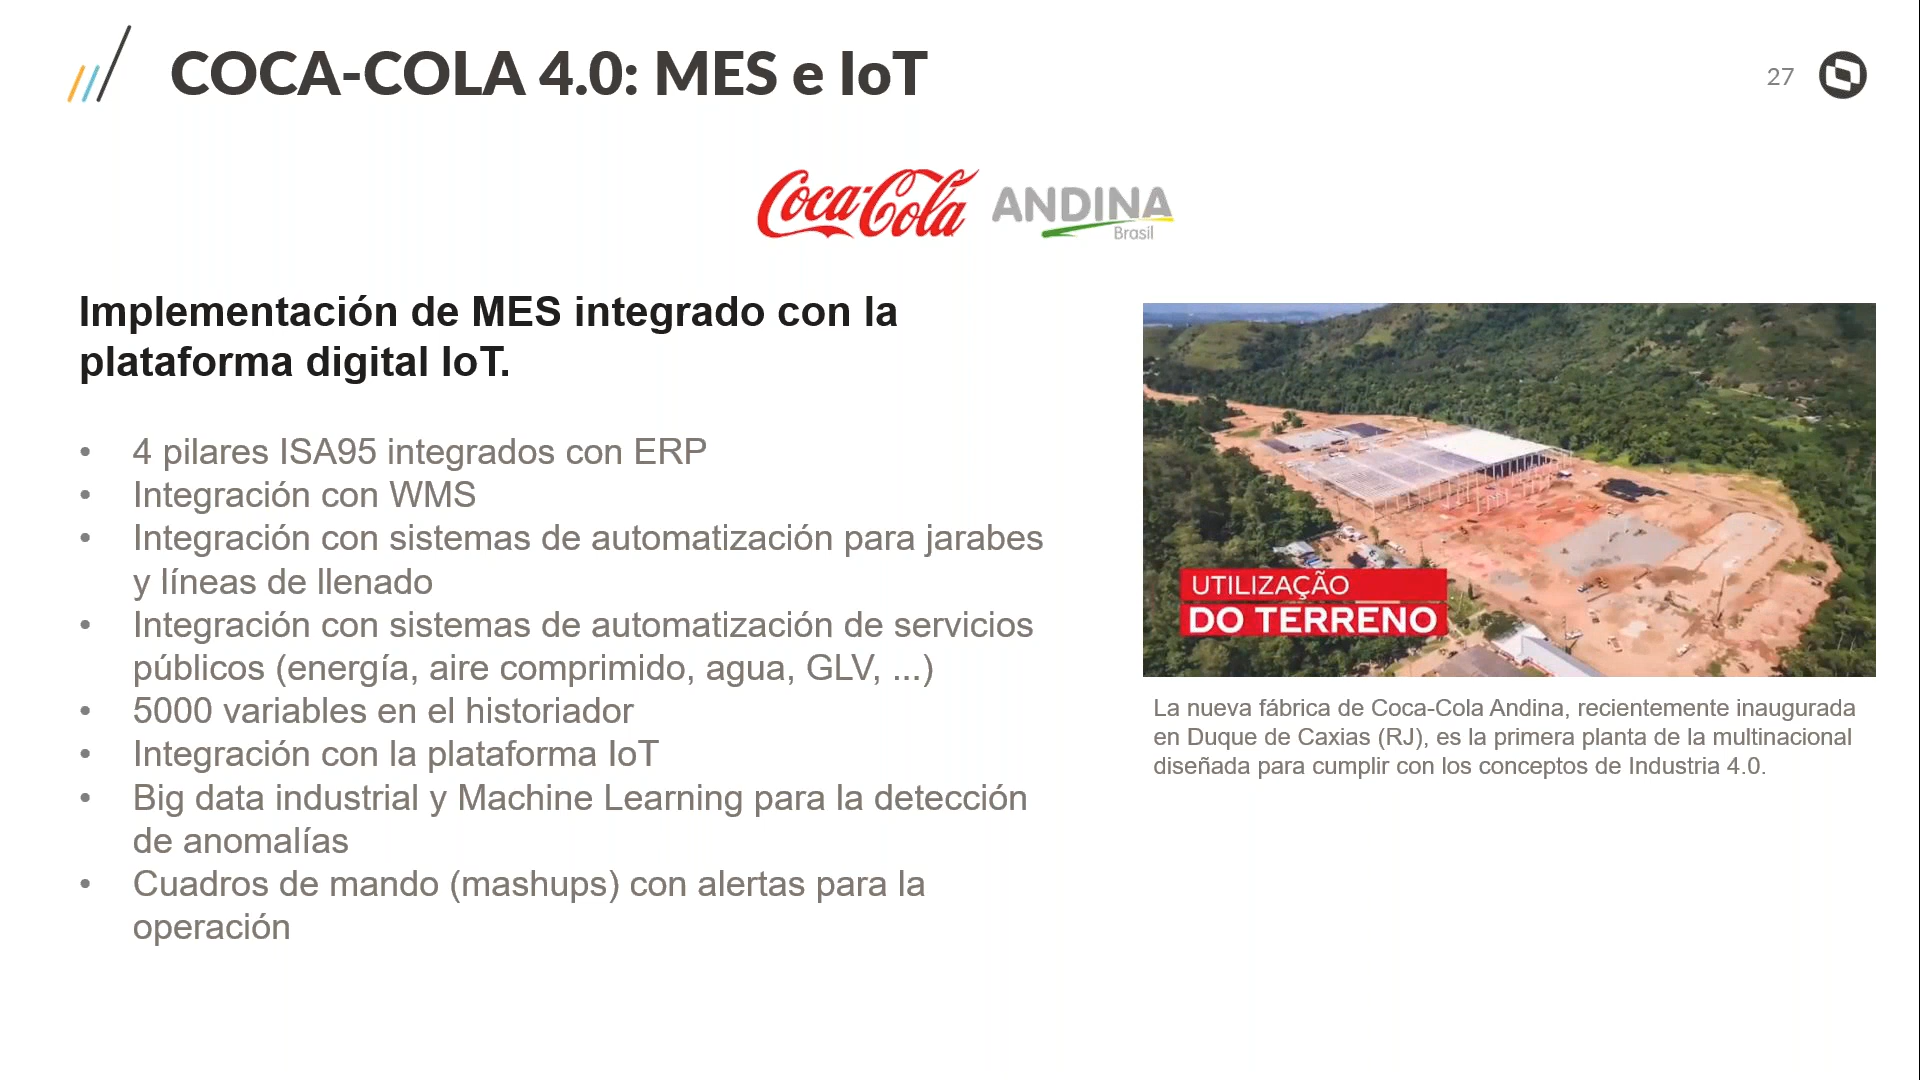 COCA-COLA 4.0: MES e IoT
27
Coca-Cola ANDINA
Brasil
Implementación de MES integrado con la
plataforma digital IoT.
• 4 pilares ISA95 integrados con ERP
• Integración con WMS
• Integración con sistemas de automatización para jarabes
y líneas de llenado
• Integración con sistemas de automatización de servicios
públicos (energía, aire comprimido, agua, GLV, ...)
• 5000 variables en el historiador
• Integración con la plataforma IoT
• Big data industrial y Machine Learning para la detección
de anomalías
• Cuadros de mando (mashups) con alertas para la
operación
UTILIZAÇÃO
DO TERRENO
La nueva fábrica de Coca-Cola Andina, recientemente inaugurada
en Duque de Caxias (RJ), es la primera planta de la multinacional
diseñada para cumplir con los conceptos de Industria 4.0.